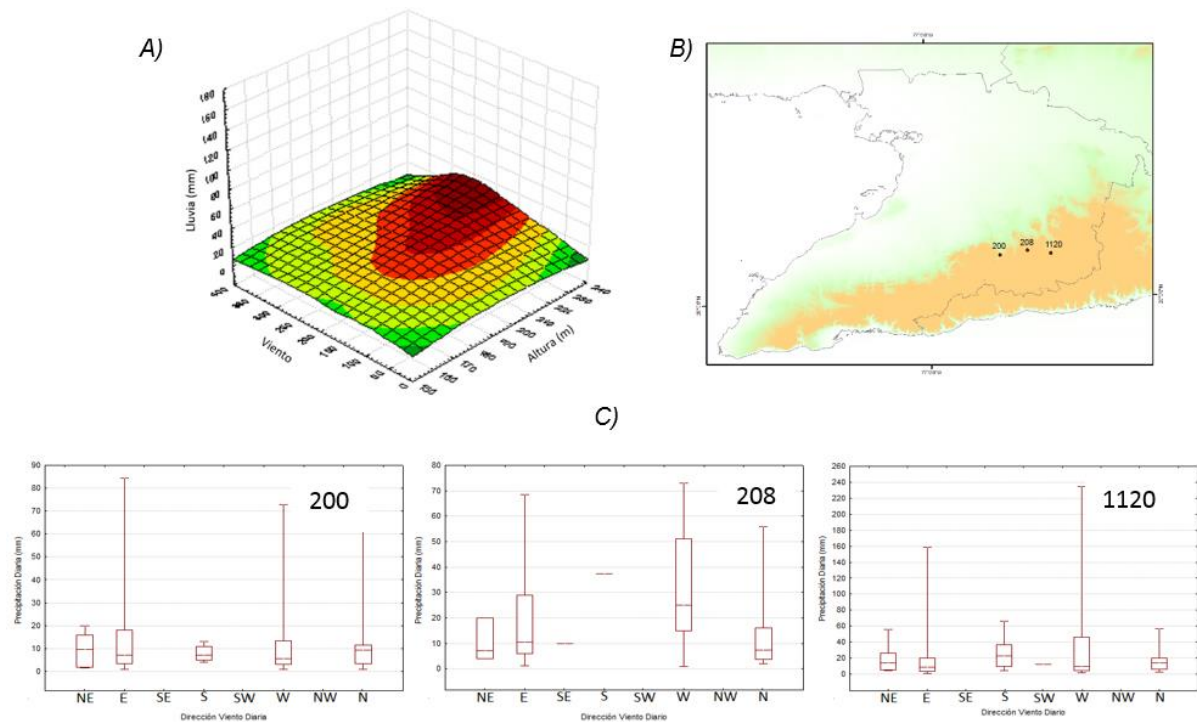 A)
Lluvia (mm)
Viento
Altura (m)
B)
200
208
1120
C)
200
Precipitación Diaria (mm)
90
80
70
60
50
40
30
20
10
0
NE E SE S SW W NW N
Dirección Viento Diaria
208
Precipitación Diaria (mm)
80
70
60
50
40
30
20
10
0
NE E SE S SW W NW N
Dirección Viento Diario
1120
Precipitación Diaria (mm)
260
240
220
200
180
160
140
120
100
80
60
40
20
0
NE E SE S SW W NW N
Dirección Viento Diario